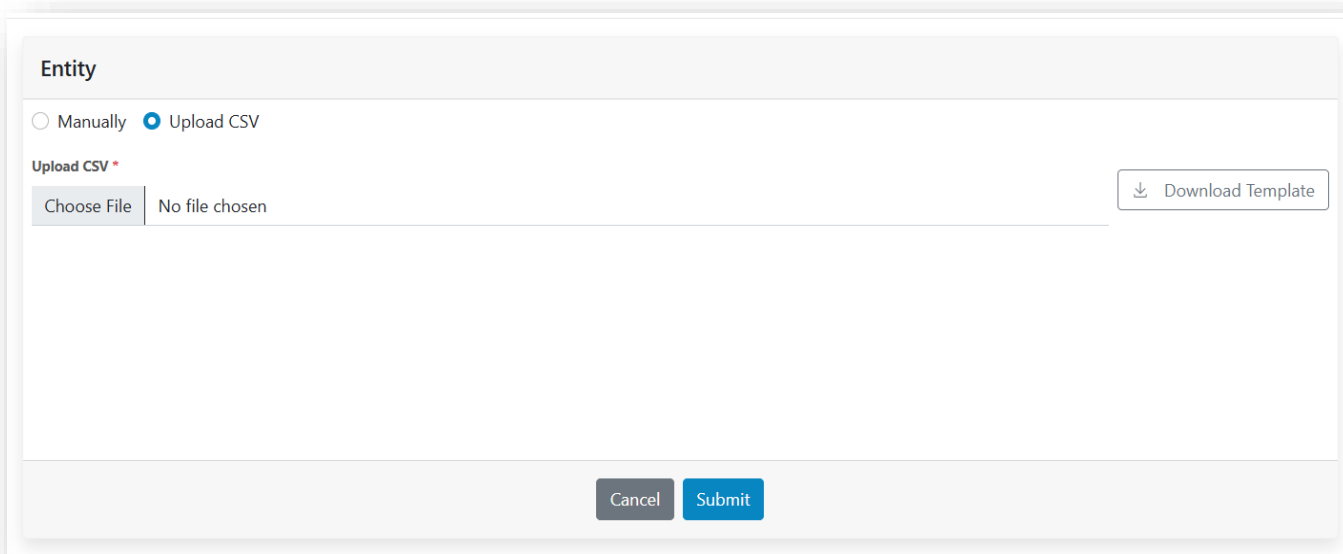 Entity
Manually Upload CSV
Upload CSV *
Choose File No file chosen
Download Template
Cancel Submit